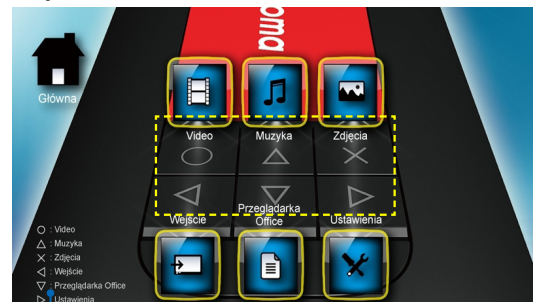 oma
Główna
Video
Muzyka
Zdjęcia
Wejście
Przeglądarka
Office
Ustawienia
: Video
: Muzyka
: Zdjęcia
: Wejście
: Przeglądarka Office
: Ustawienia